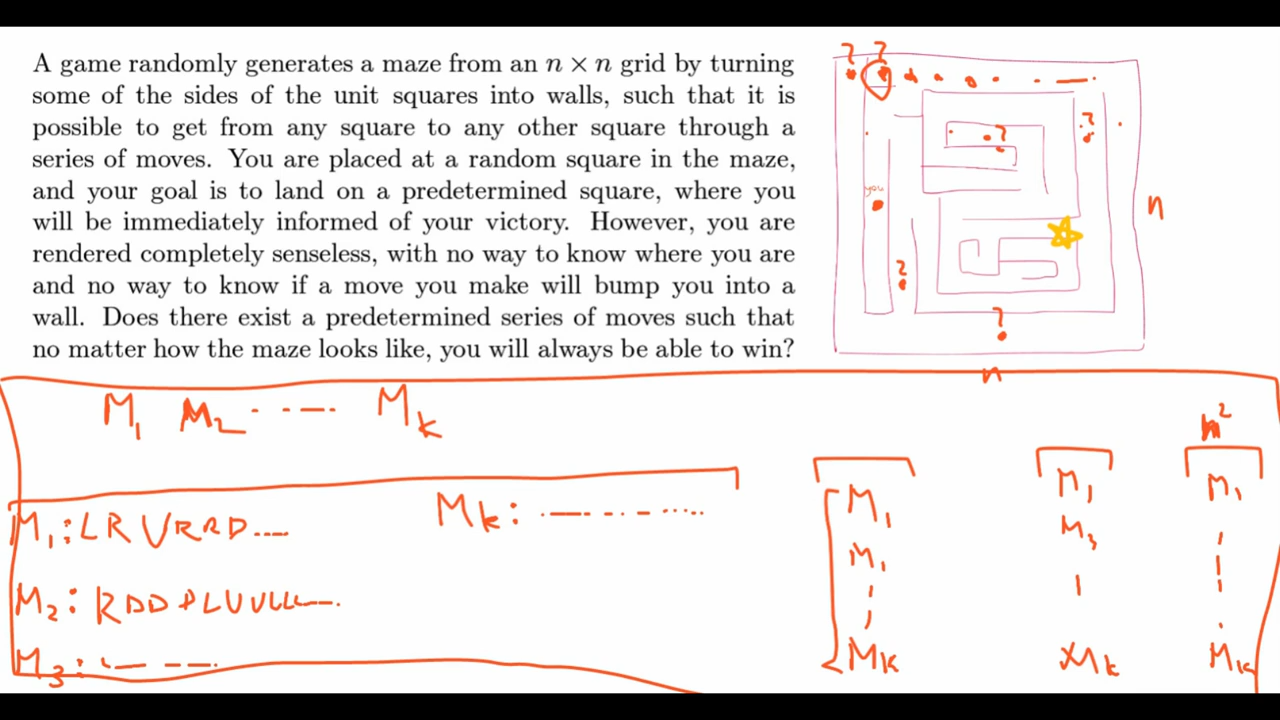 A game randomly generates a maze from an n × n grid by turning
some of the sides of the unit squares into walls, such that it is
possible to get from any square to any other square through a
series of moves. You are placed at a random square in the maze,
and your goal is to land on a predetermined square, where you
will be immediately informed of your victory. However, you are
rendered completely senseless, with no way to know where you are
and no way to know if a move you make will bump you into a
wall. Does there exist a predetermined series of moves such that
no matter how the maze looks like, you will always be able to win?
? ?
?
?
you
n
?
?
n
M₁ M₂ ..---. Mₖ
n²
M₁: LRURRD....
Mₖ: ...........
M₁ M₁ M₁
M₂: RDDDLUULL---.
M₁ M₃
M₃: ------
Mₖ Mₖ Mₖ